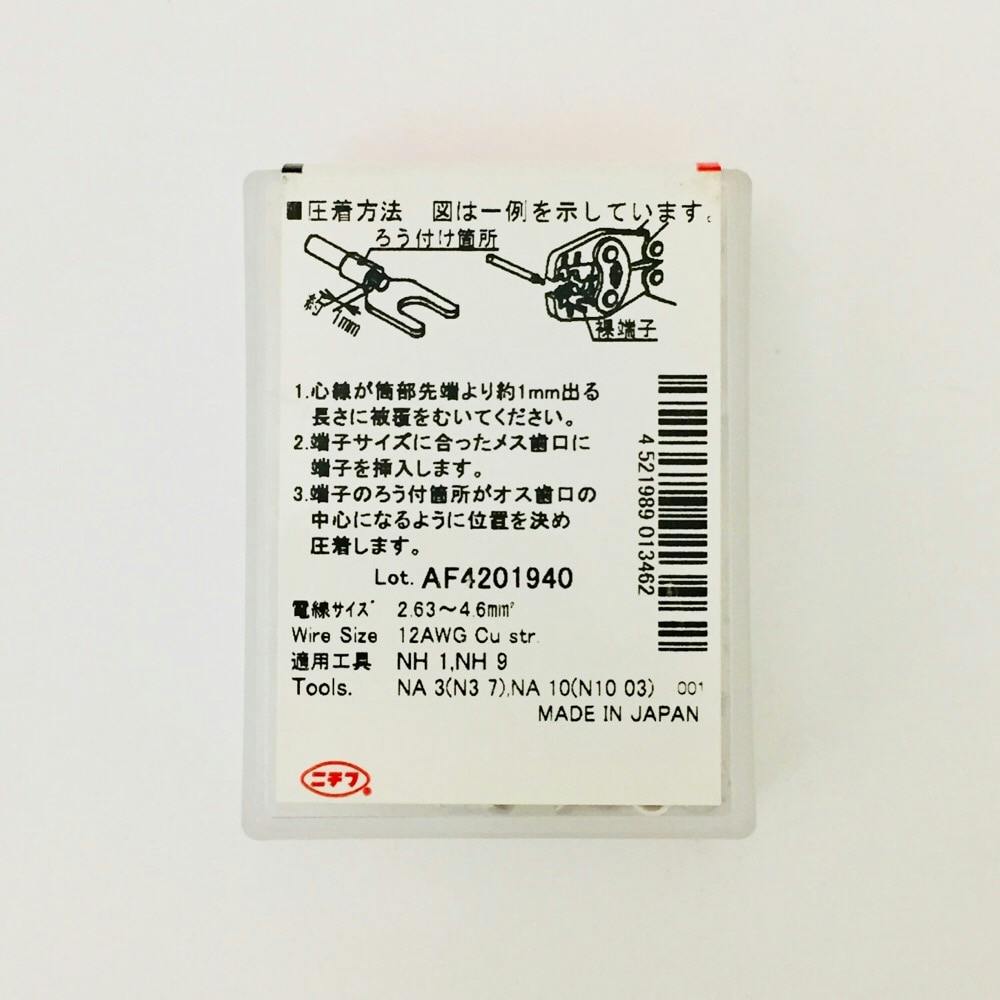 ■圧着方法　図は一例を示しています。
ろう付け箇所
約1mm
裸端子
1.心線が筒部先端より約1mm出る
長さに被覆をむいてください。
2.端子サイズに合ったメス歯口に
端子を挿入します。
3.端子のろう付箇所がオス歯口の
中心になるように位置を決め
圧着します。
Lot. AF4201940
電線サイズ 2.63～4.6mm²
Wire Size 12AWG Cu str.
適用工具 NH 1,NH 9
Tools. NA 3(N3 7),NA 10(N10 03) 001
MADE IN JAPAN
ニチフ®
4 521989 013462